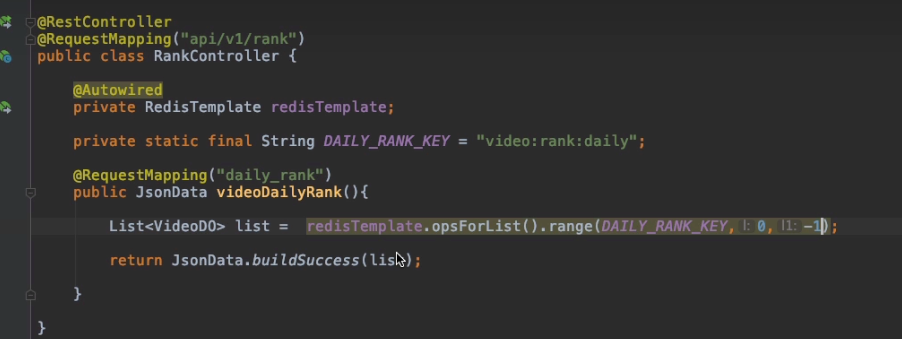 @RestController
@RequestMapping("api/v1/rank")
public class RankController {
@Autowired
private RedisTemplate redisTemplate;
private static final String DAILY_RANK_KEY = "video:rank:daily";
@RequestMapping("daily_rank")
public JsonData videoDailyRank(){
List<VideoDO> list = redisTemplate.opsForList().range(DAILY_RANK_KEY, l: 0, l1: -1);
return JsonData.buildSuccess(list);
}
}